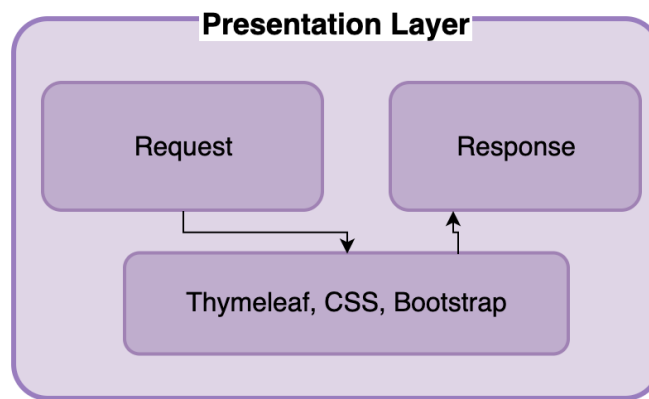 Presentation Layer
Request
Response
Thymeleaf, CSS, Bootstrap